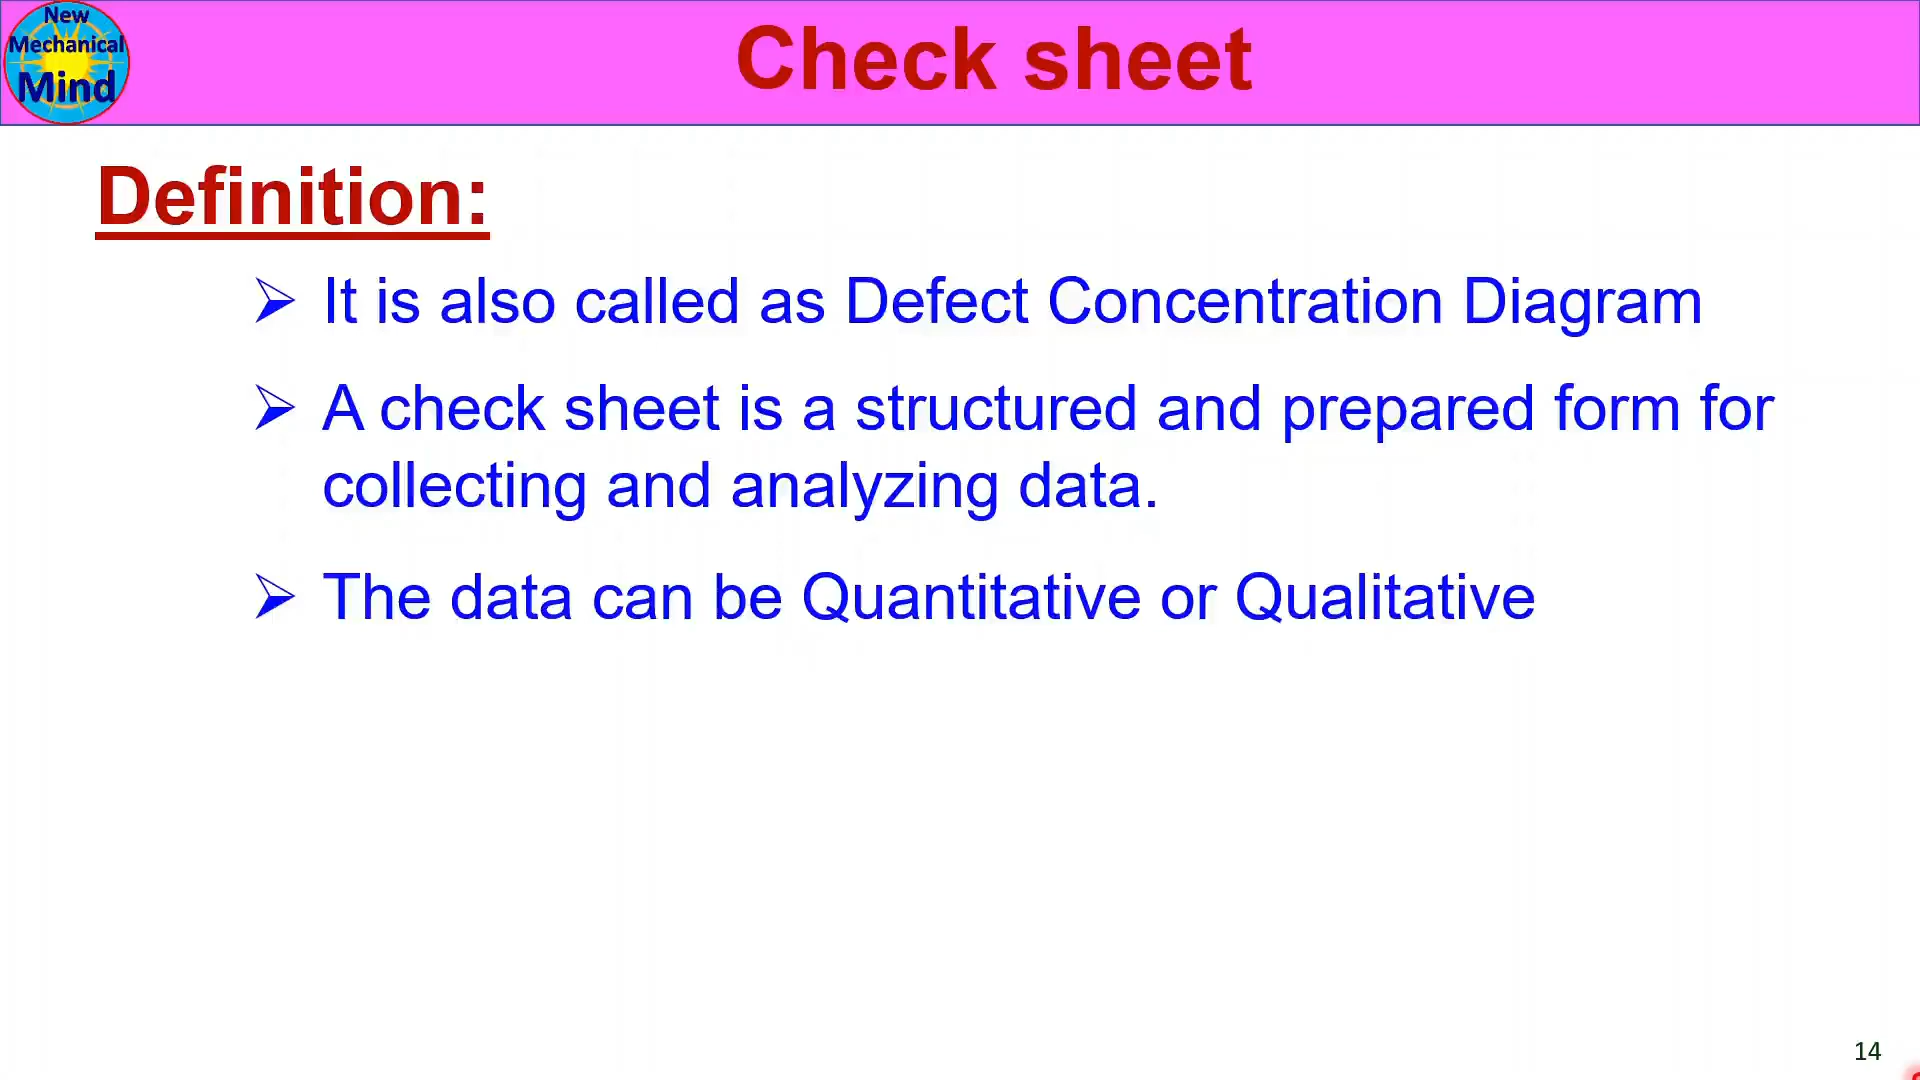 New
Mechanical
Mind
Check sheet
Definition:
➢ It is also called as Defect Concentration Diagram
➢ A check sheet is a structured and prepared form for
collecting and analyzing data.
➢ The data can be Quantitative or Qualitative
14